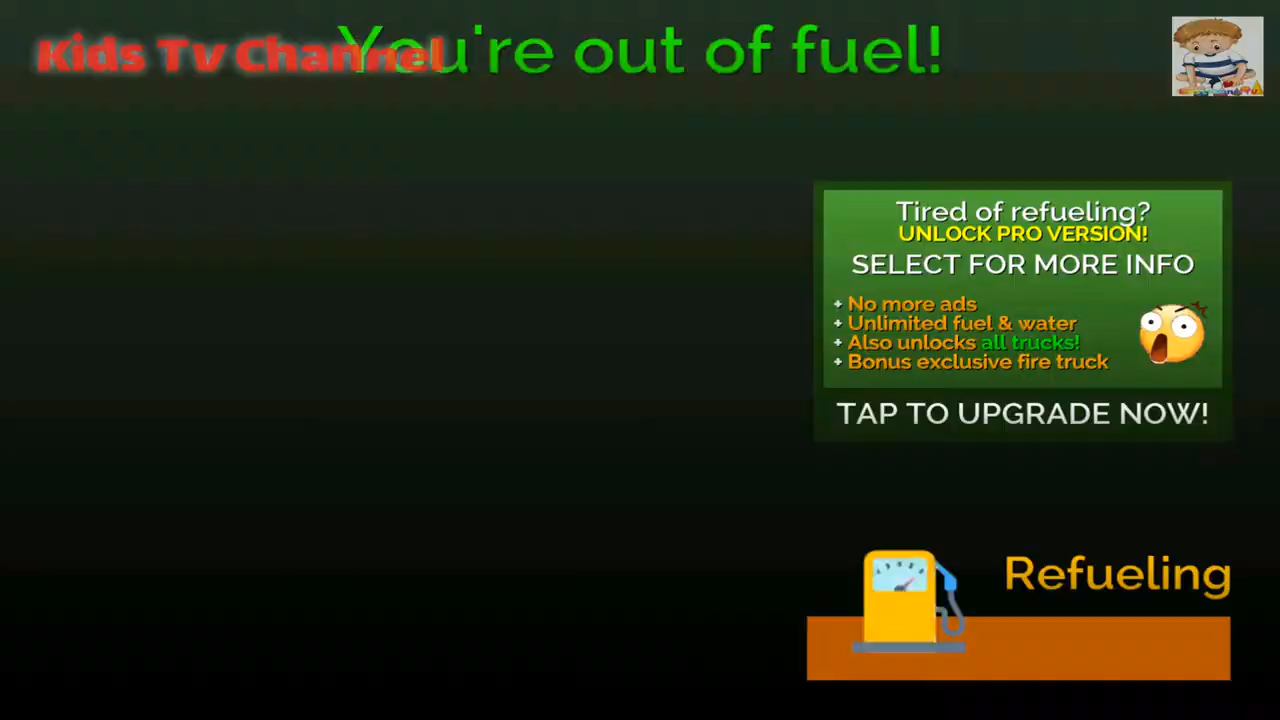 Kids Tv Channel
You're out of fuel!
Tired of refueling?
UNLOCK PRO VERSION!
SELECT FOR MORE INFO
+ No more ads
+ Unlimited fuel & water
+ Also unlocks all trucks!
+ Bonus exclusive fire truck
TAP TO UPGRADE NOW!
Refueling